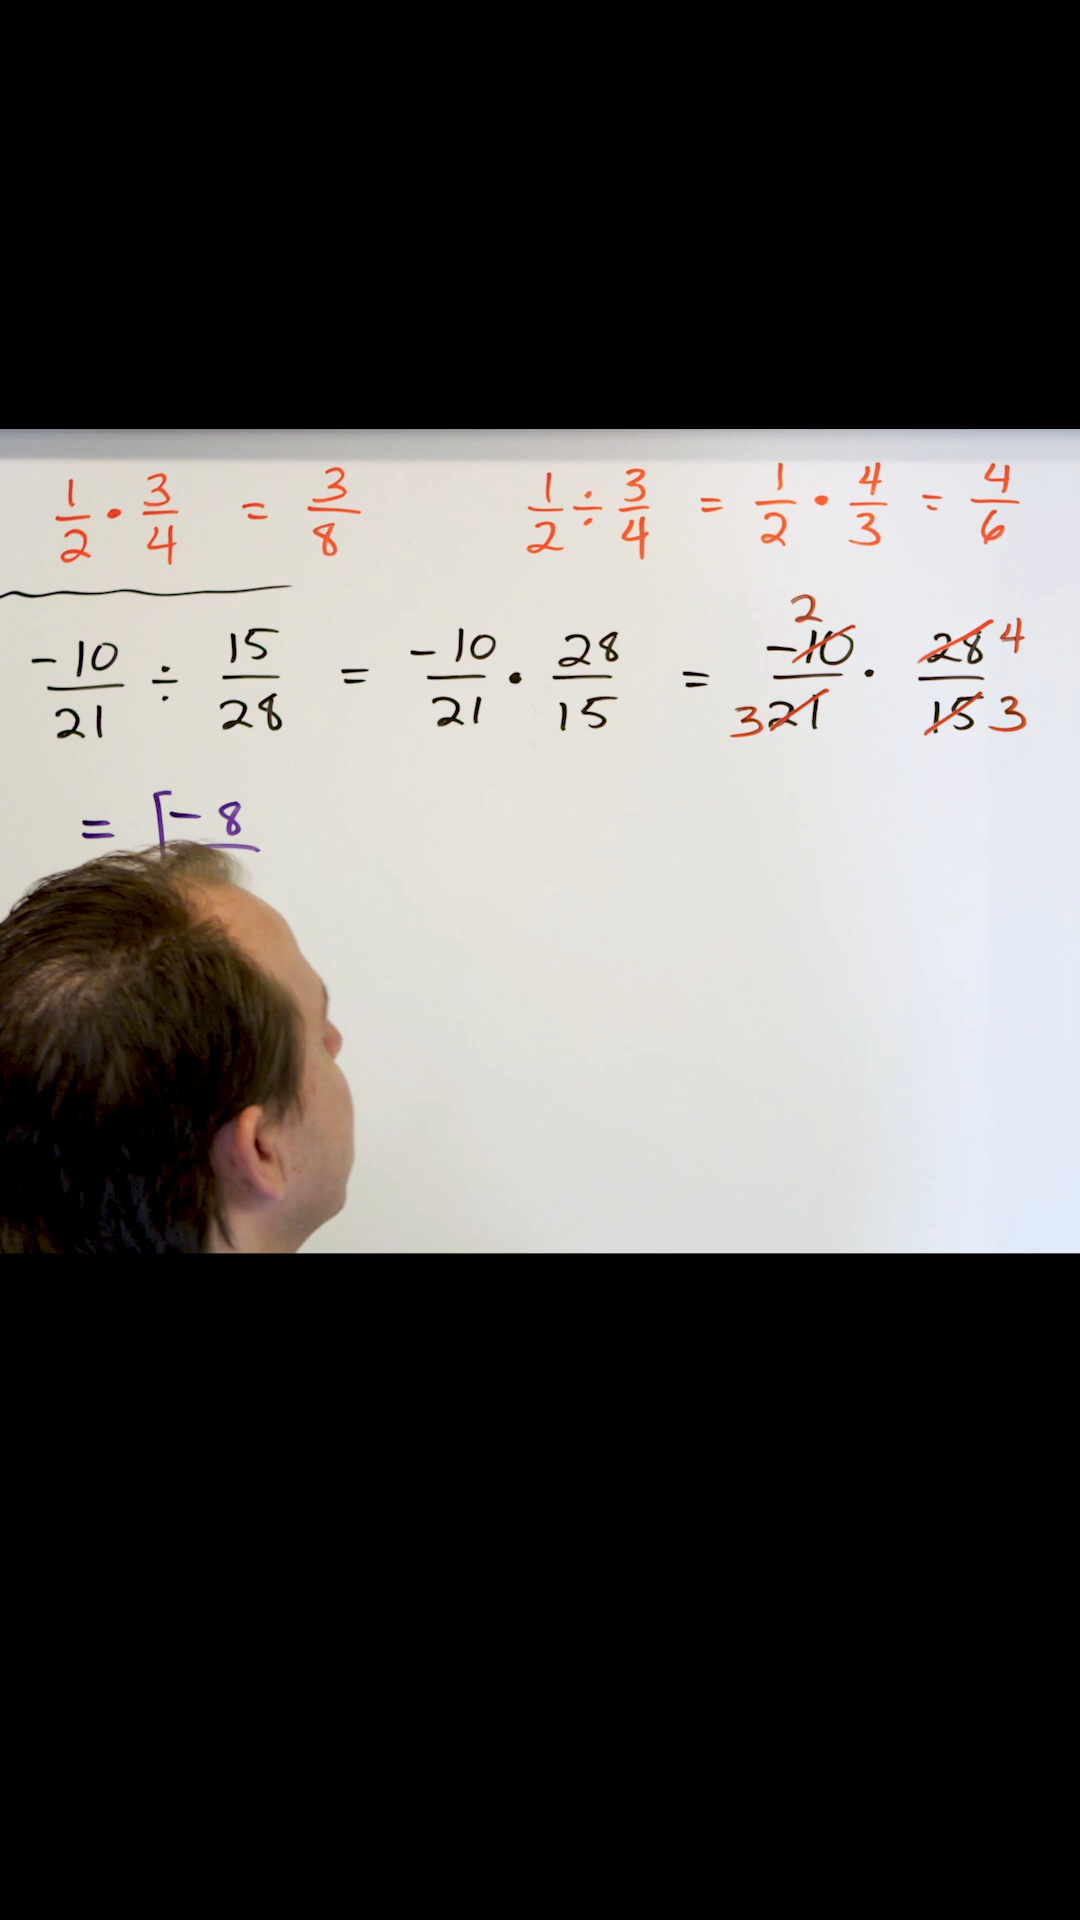 1/2 · 3/4 = 3/8    1/2 ÷ 3/4 = 1/2 · 4/3 = 4/6
-10/21 ÷ 15/28 = -10/21 · 28/15 = 2 -10/3 21 · 28 4/15 3
= -8